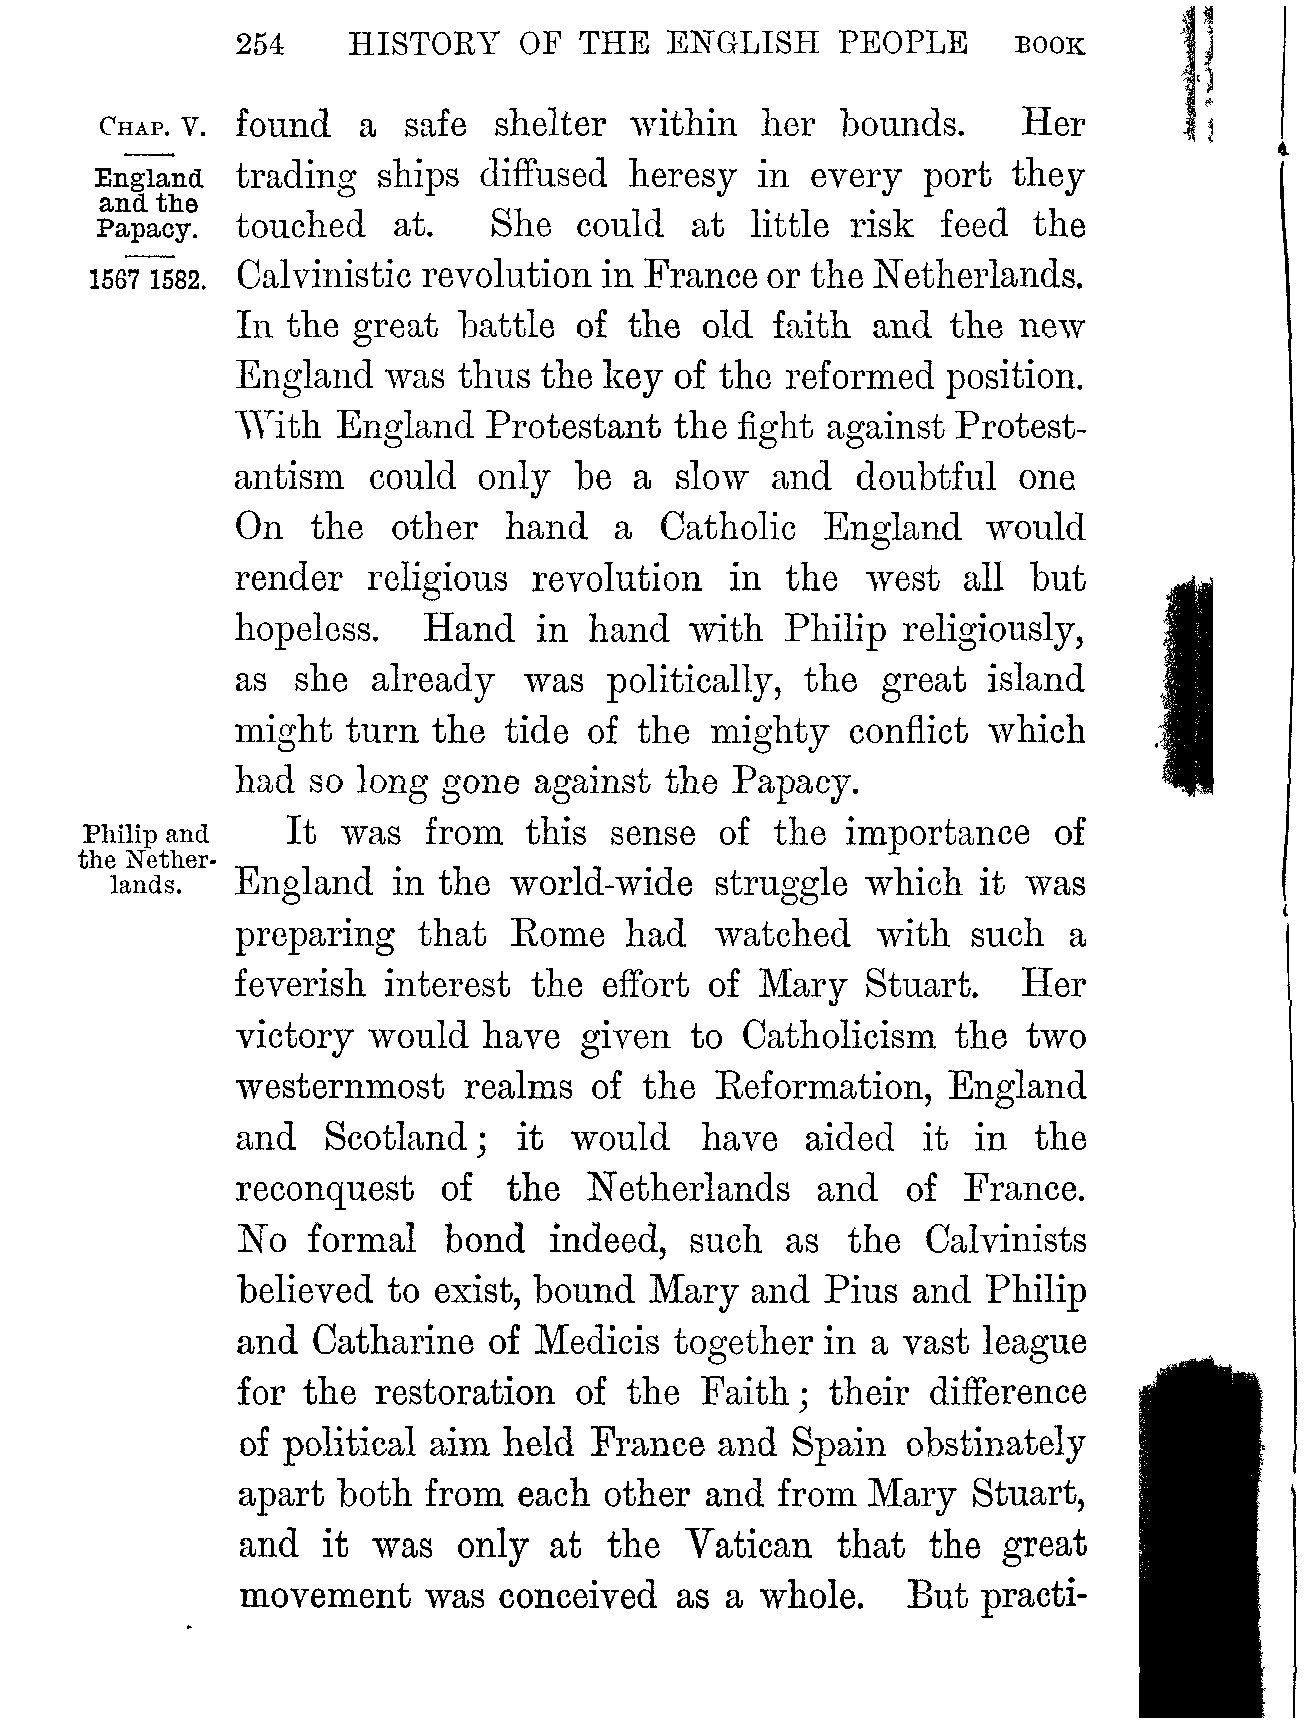 254 HISTORY OF THE ENGLISH PEOPLE BOOK
CHAP. V.
England
and the
Papacy.
1567 1582.
found a safe shelter within her bounds. Her
trading ships diffused heresy in every port they
touched at. She could at little risk feed the
Calvinistic revolution in France or the Netherlands.
In the great battle of the old faith and the new
England was thus the key of the reformed position.
With England Protestant the fight against Protest-
antism could only be a slow and doubtful one
On the other hand a Catholic England would
render religious revolution in the west all but
hopeless. Hand in hand with Philip religiously,
as she already was politically, the great island
might turn the tide of the mighty conflict which
had so long gone against the Papacy.
Philip and
the Nether-
lands.
It was from this sense of the importance of
England in the world-wide struggle which it was
preparing that Rome had watched with such a
feverish interest the effort of Mary Stuart. Her
victory would have given to Catholicism the two
westernmost realms of the Reformation, England
and Scotland; it would have aided it in the
reconquest of the Netherlands and of France.
No formal bond indeed, such as the Calvinists
believed to exist, bound Mary and Pius and Philip
and Catharine of Medicis together in a vast league
for the restoration of the Faith; their difference
of political aim held France and Spain obstinately
apart both from each other and from Mary Stuart,
and it was only at the Vatican that the great
movement was conceived as a whole. But practi-